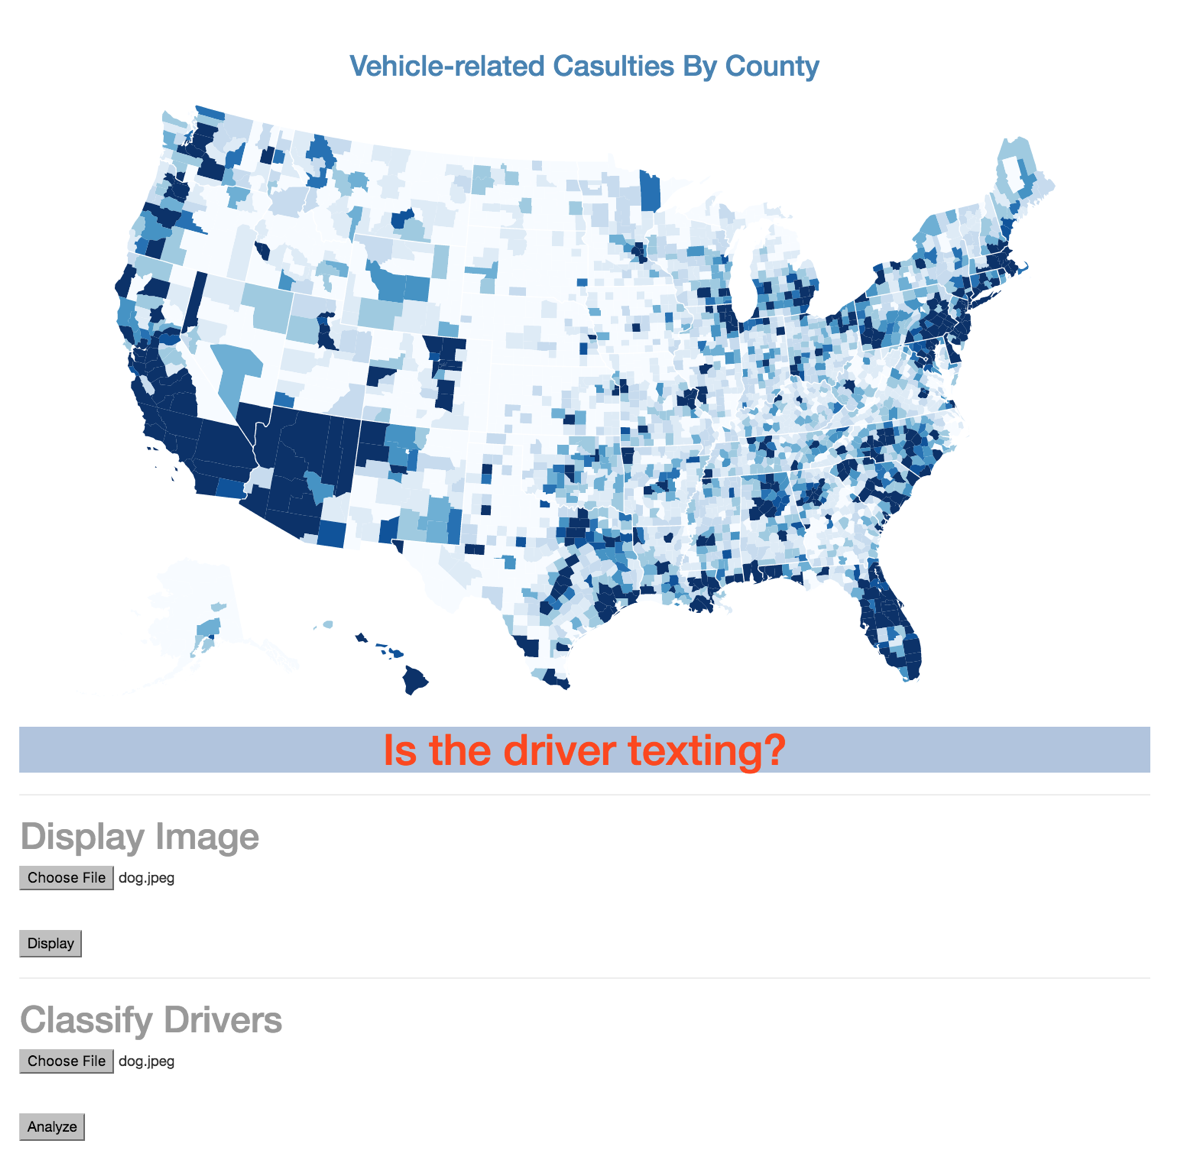 Vehicle-related Casulties By County
Is the driver texting?
Display Image
Choose File dog.jpeg
Display
Classify Drivers
Choose File dog.jpeg
Analyze